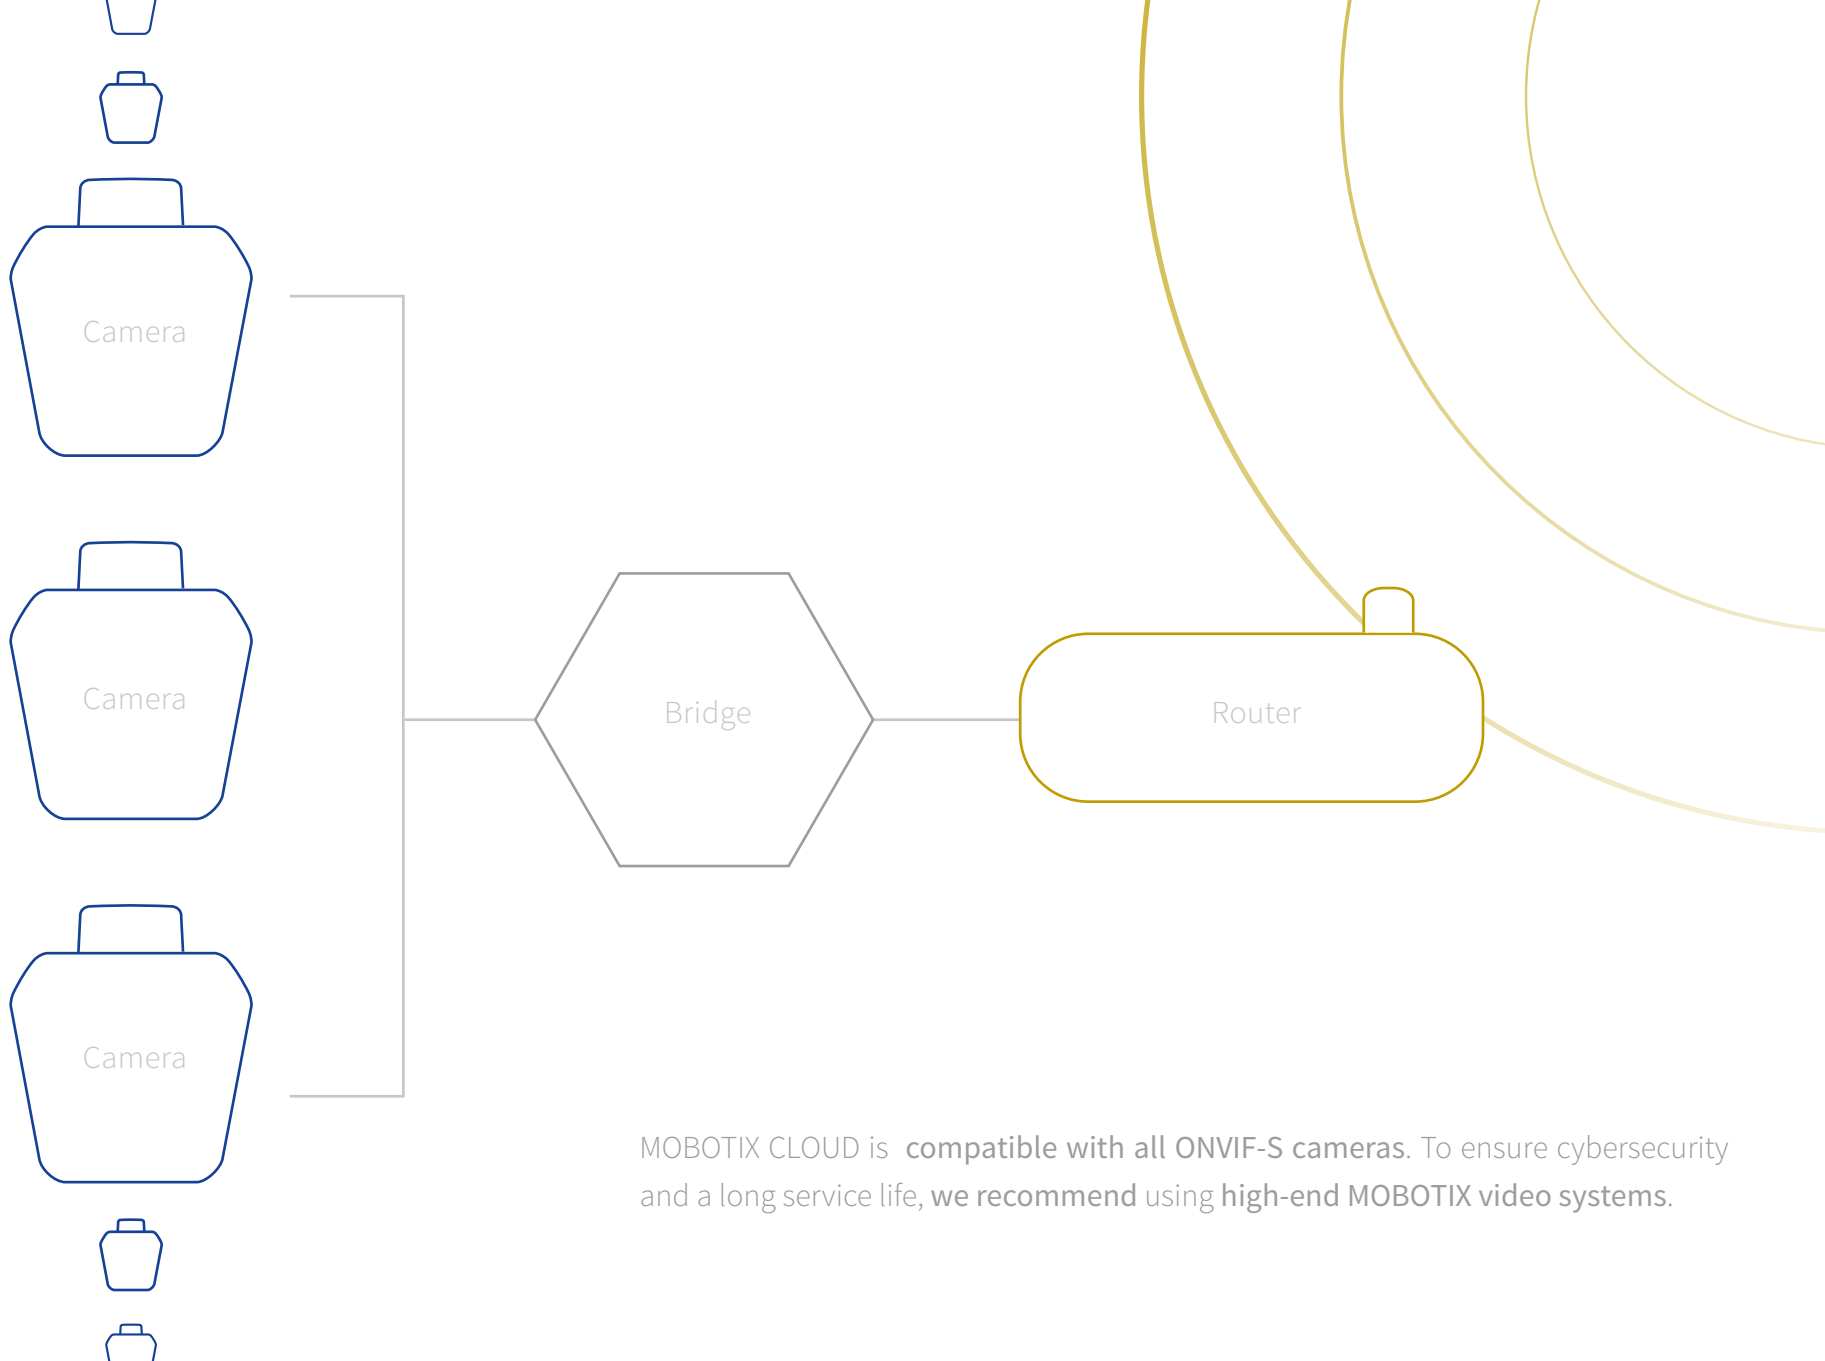 Camera
Camera
Bridge
Router
Camera
MOBOTIX CLOUD is compatible with all ONVIF-S cameras. To ensure cybersecurity
and a long service life, we recommend using high-end MOBOTIX video systems.